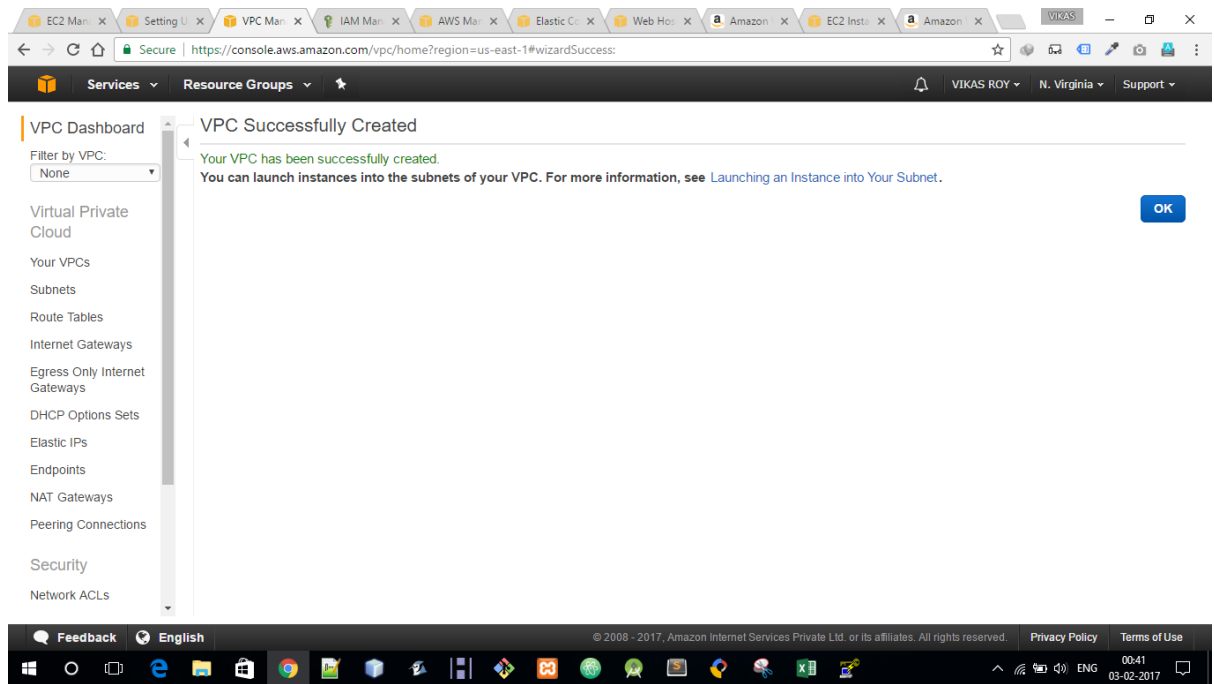 EC2 Man
Setting U
VPC Man
IAM Man
AWS Mar
Elastic Co
Web Hos
Amazon
EC2 Insta
Amazon
VIKAS
Secure
https://console.aws.amazon.com/vpc/home?region=us-east-1#wizardSuccess:
Services
Resource Groups
VIKAS ROY
N. Virginia
Support
VPC Dashboard
Filter by VPC:
None
Virtual Private
Cloud
Your VPCs
Subnets
Route Tables
Internet Gateways
Egress Only Internet
Gateways
DHCP Options Sets
Elastic IPs
Endpoints
NAT Gateways
Peering Connections
Security
Network ACLs
VPC Successfully Created
Your VPC has been successfully created.
You can launch instances into the subnets of your VPC. For more information, see Launching an Instance into Your Subnet.
OK
Feedback
English
© 2008 - 2017, Amazon Internet Services Private Ltd. or its affiliates. All rights reserved.
Privacy Policy
Terms of Use
ENG
00:41
03-02-2017